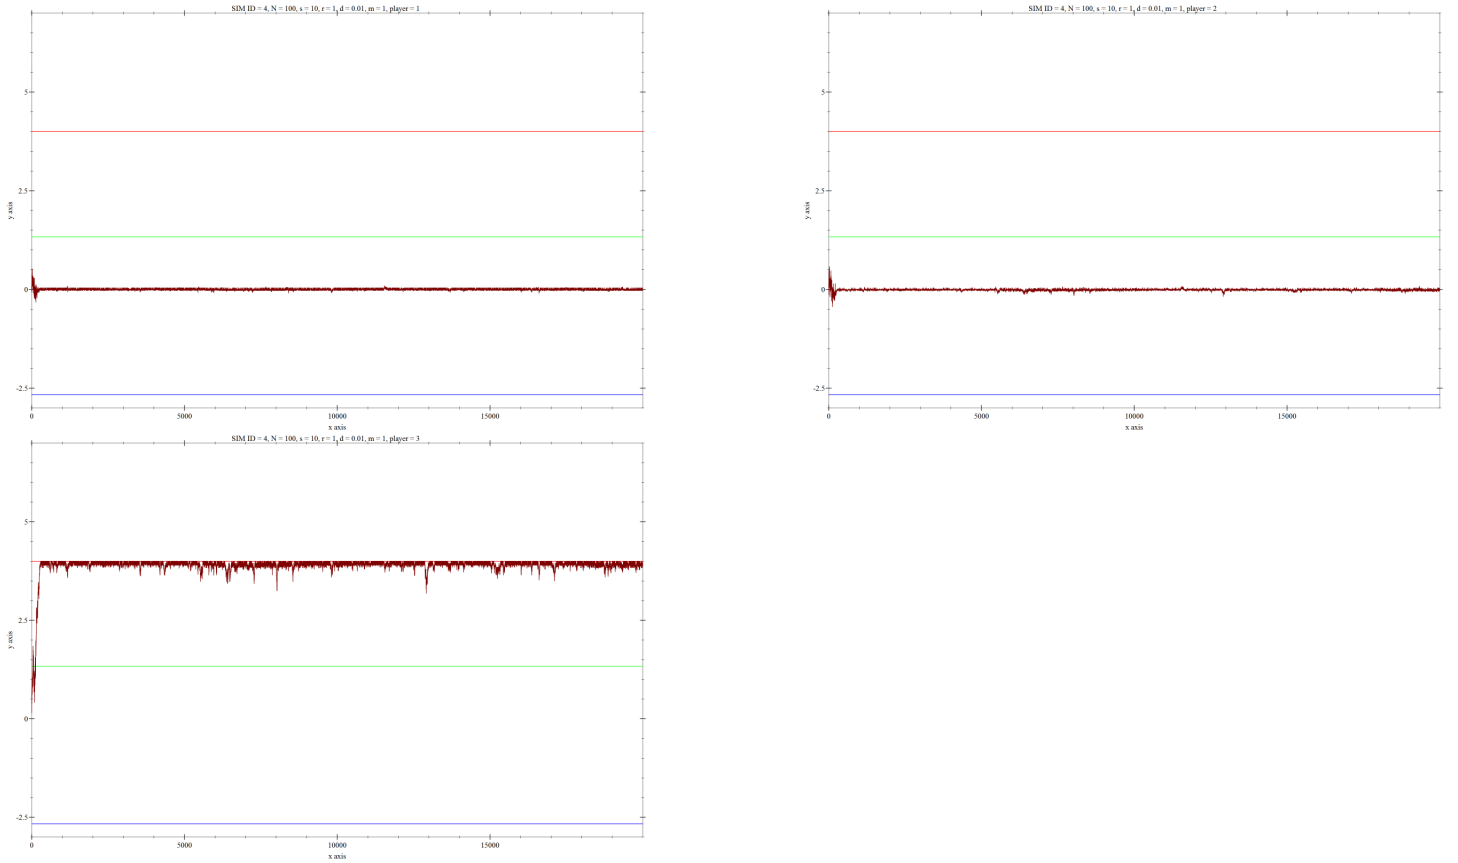 SIM ID = 4, N = 100, s = 10, r = 1, d = 0.01, m = 1, player = 1
5
2.5
0
-2.5
y axis
0
5000
10000
15000
x axis
SIM ID = 4, N = 100, s = 10, r = 1, d = 0.01, m = 1, player = 2
5
2.5
0
-2.5
y axis
0
5000
10000
15000
x axis
SIM ID = 4, N = 100, s = 10, r = 1, d = 0.01, m = 1, player = 3
5
2.5
0
-2.5
y axis
0
5000
10000
15000
x axis